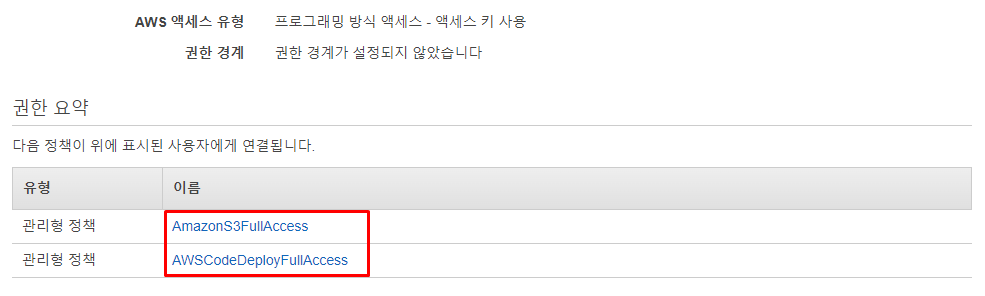 AWS 액세스 유형 프로그래밍 방식 액세스 - 액세스 키 사용
권한 경계 권한 경계가 설정되지 않았습니다
권한 요약
다음 정책이 위에 표시된 사용자에게 연결됩니다.
유형 이름
관리형 정책 AmazonS3FullAccess
관리형 정책 AWSCodeDeployFullAccess